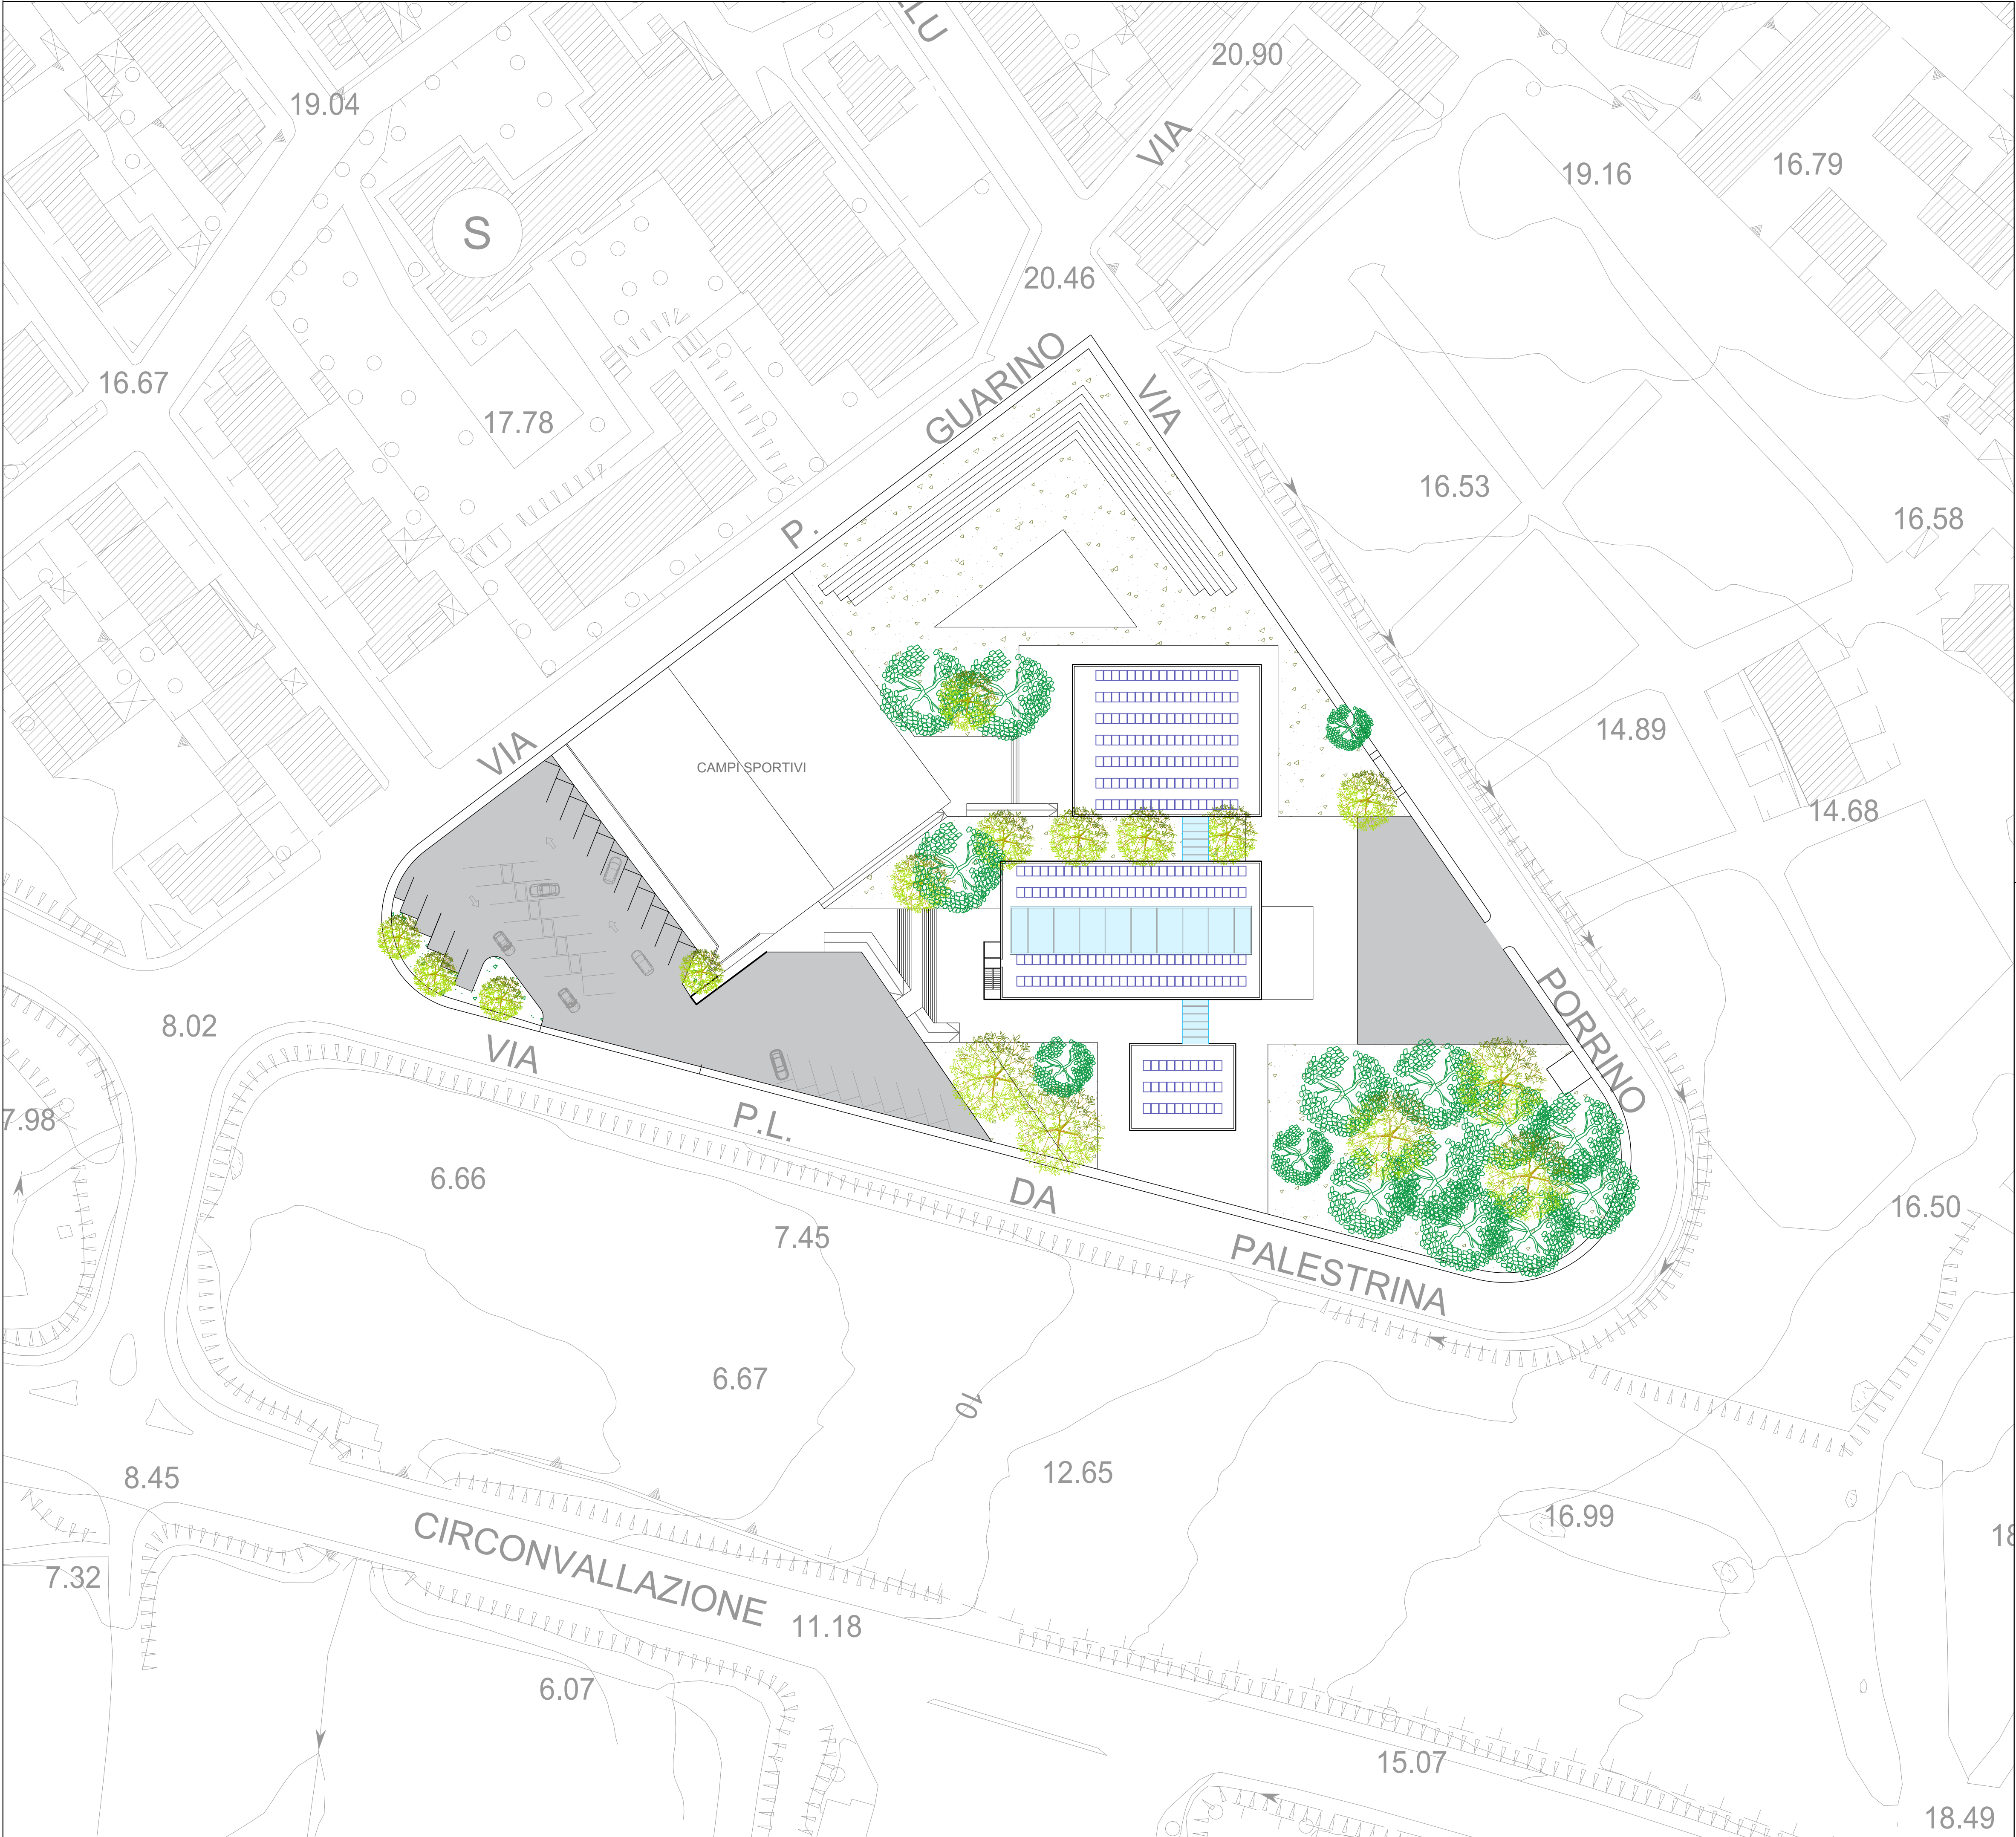 LU
20.90
19.04
VIA
19.16
16.79
S
20.46
16.67
GUARINO
VIA
17.78
16.53
16.58
P.
14.89
VIA
CAMPI SPORTIVI
14.68
PORRINO
8.02
VIA
7.98
P.L.
6.66
DA
16.50
7.45
PALESTRINA
6.67
10
12.65
8.45
16.99
CIRCONVALLAZIONE
18
7.32
11.18
6.07
15.07
18.49